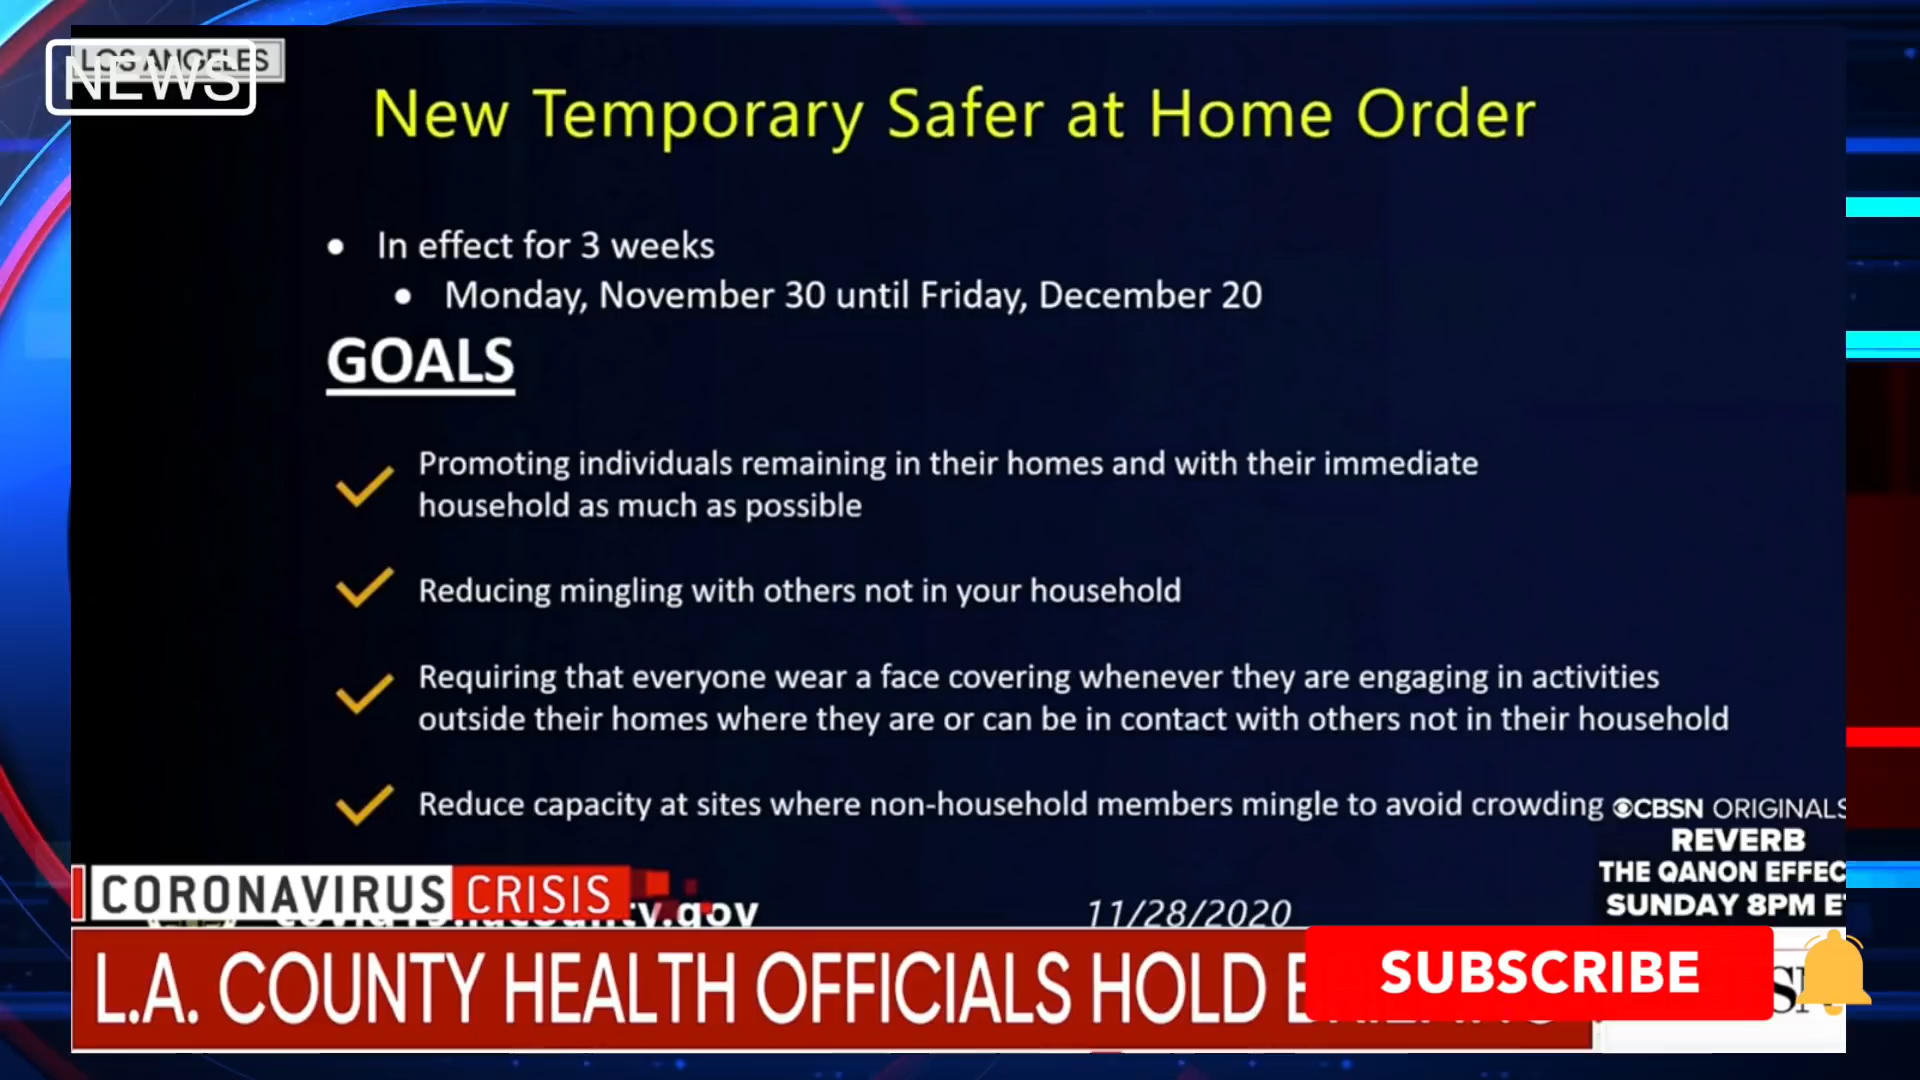 LOS ANGELES
NEWS
New Temporary Safer at Home Order
• In effect for 3 weeks
• Monday, November 30 until Friday, December 20
GOALS
Promoting individuals remaining in their homes and with their immediate
household as much as possible
Reducing mingling with others not in your household
Requiring that everyone wear a face covering whenever they are engaging in activities
outside their homes where they are or can be in contact with others not in their household
Reduce capacity at sites where non-household members mingle to avoid crowding
CBSN ORIGINALS
REVERB
THE QANON EFFEC
SUNDAY 8PM E
CORONAVIRUS CRISIS
covid19.lacounty.gov
11/28/2020
L.A. COUNTY HEALTH OFFICIALS HOLD
SUBSCRIBE